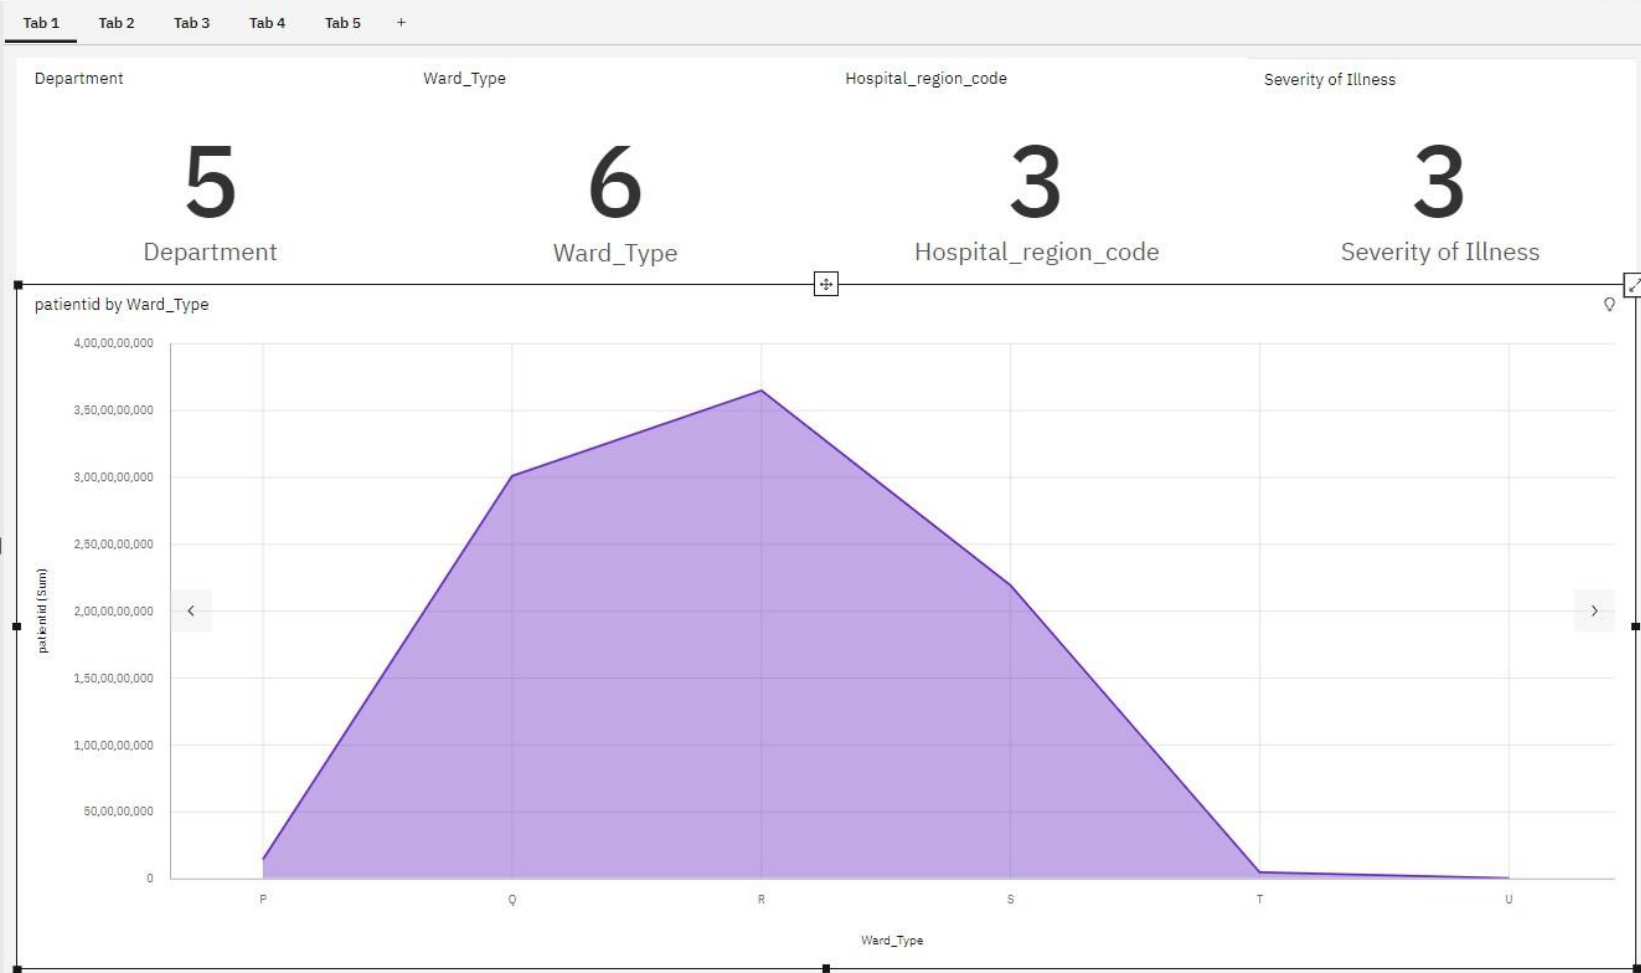 Tab 1 Tab 2 Tab 3 Tab 4 Tab 5 +
Department Ward_Type Hospital_region_code Severity of Illness
5 6 3 3
Department Ward_Type Hospital_region_code Severity of Illness
patientid by Ward_Type
4,00,00,00,000
3,50,00,00,000
3,00,00,00,000
2,50,00,00,000
2,00,00,00,000
1,50,00,00,000
1,00,00,00,000
50,00,00,000
0
patientid (Sum)
P Q R S T U
Ward_Type